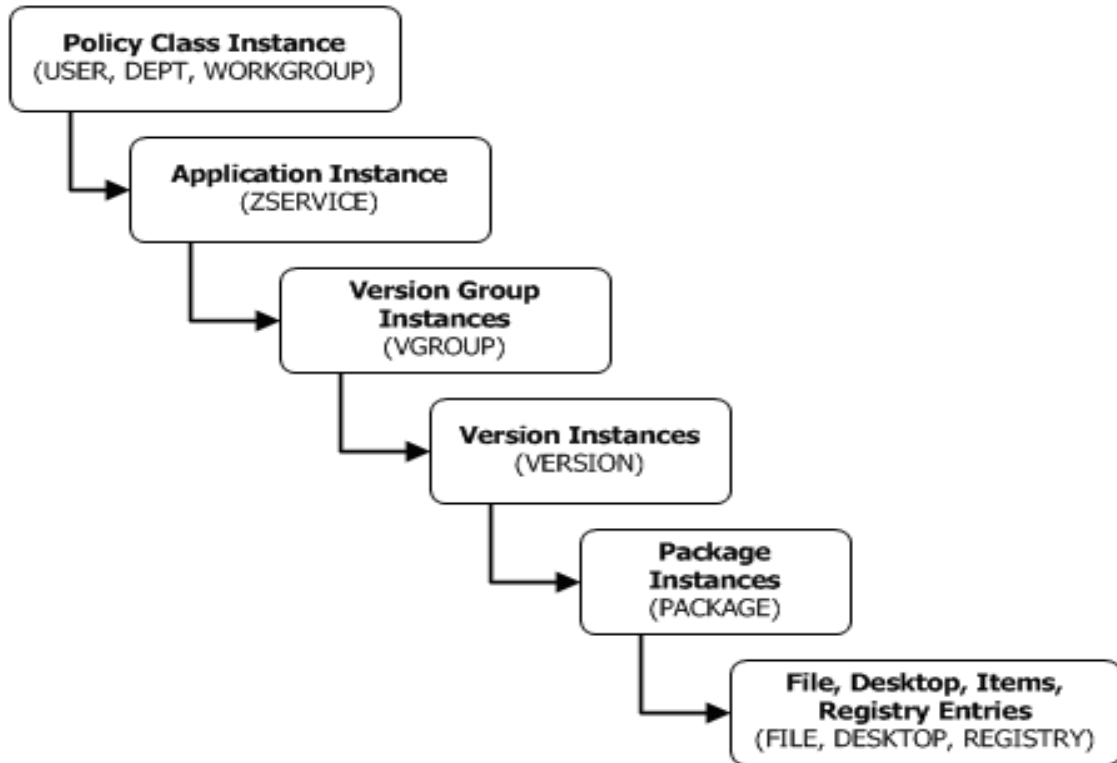 Policy Class Instance
(USER, DEPT, WORKGROUP)
Application Instance
(ZSERVICE)
Version Group
Instances
(VGROUP)
Version Instances
(VERSION)
Package
Instances
(PACKAGE)
File, Desktop, Items,
Registry Entries
(FILE, DESKTOP, REGISTRY)